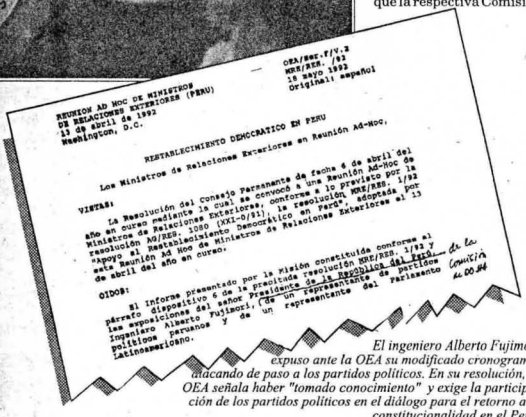 que la respectiva Comisi
REUNION AD HOC DE MINISTROS
DE RELACIONES EXTERIORES (PERU)
13 de abril de 1992
Washington, D.C.
OEA/Ser.F/V.2
MRE/RES. /92
18 mayo 1992
Original: español
RESTABLECIMIENTO DEMOCRATICO EN PERU
Los Ministros de Relaciones Exteriores en Reunión Ad-Hoc,
VISTAS:
La Resolución del Consejo Permanente de fecha 6 de abril del
año en curso mediante la cual se convocó a una Reunión Ad-Hoc de
Ministros de Relaciones Exteriores, conforme a lo previsto por la
resolución AG/RES. 1080 (XXI-O/91), la resolución MRE/RES. 1/92
"Apoyo al Restablecimiento Democrático en Perú", adoptada por
esta Reunión Ad Hoc de Ministros de Relaciones Exteriores el 13
de abril del año en curso.
OIDOS:
El Informe presentado por la Misión constituida conforme al
párrafo dispositivo 6 de la precitada resolución MRE/RES. 1/92 y
las exposiciones del señor Presidente de la República del Perú,
Ingeniero Alberto Fujimori, de un representante de partidos
políticos peruanos y de un representante del Parlamento
Latinoamericano.
de la
Comisión
de DDHH
El ingeniero Alberto Fujimo
expuso ante la OEA su modificado cronogran
atacando de paso a los partidos políticos. En su resolución,
OEA señala haber "tomado conocimiento" y exige la particip
ción de los partidos políticos en el diálogo para el retorno a
constitucionalidad en el Per